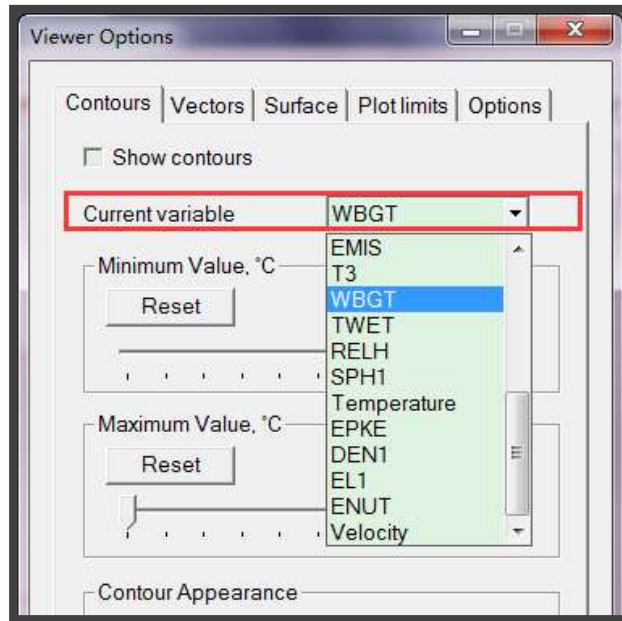 Viewer Options
Contours Vectors Surface Plot limits Options
Show contours
Current variable WBGT
EMIS
Minimum Value, °C T3
Reset WBGT
TWET
RELH
SPH1
Temperature
Maximum Value, °C EPKE
DEN1
Reset EL1
ENUT
Velocity
Contour Appearance